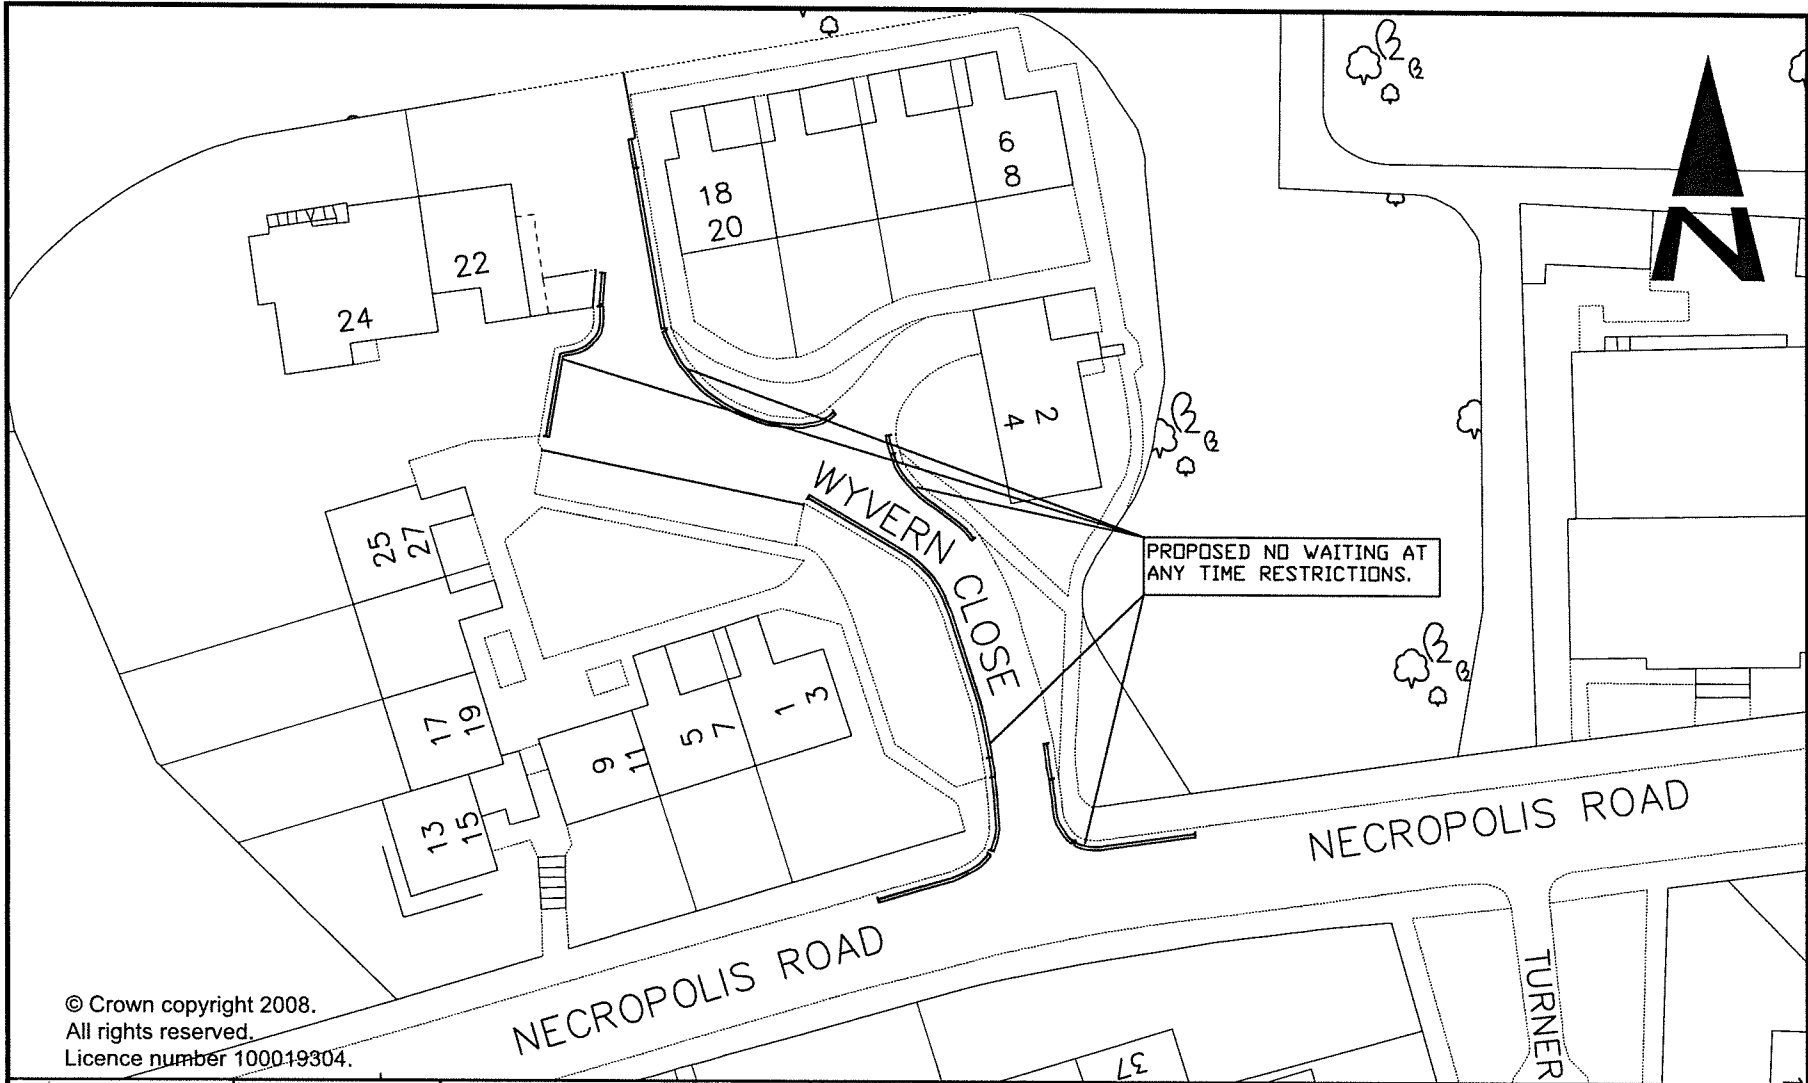 6
8
18
20
22
24
2
4
WYVERN CLOSE
PROPOSED NO WAITING AT
ANY TIME RESTRICTIONS.
25
27
17
19
13
15
9
11
5
7
1
3
NECROPOLIS ROAD
NECROPOLIS ROAD
TURNER
37
© Crown copyright 2008.
All rights reserved.
Licence number 100019304.
N